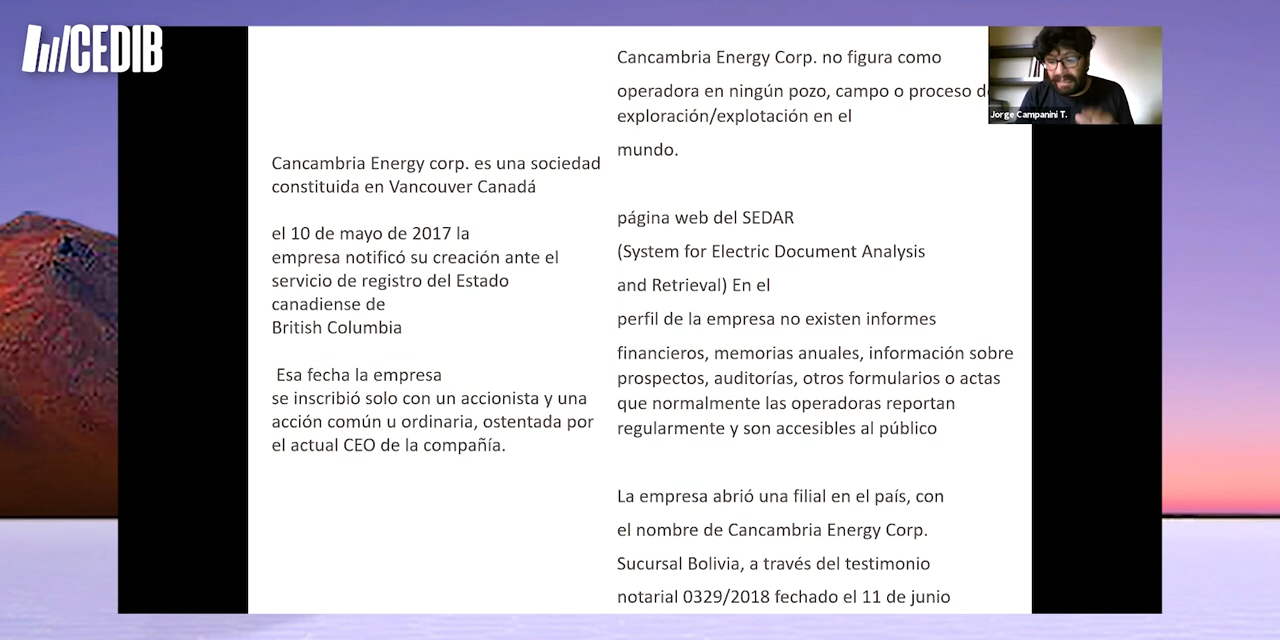 CEDIB
Cancambria Energy corp. es una sociedad
constituida en Vancouver Canadá
el 10 de mayo de 2017 la
empresa notificó su creación ante el
servicio de registro del Estado
canadiense de
British Columbia
Esa fecha la empresa
se inscribió solo con un accionista y una
acción común u ordinaria, ostentada por
el actual CEO de la compañía.
Cancambria Energy Corp. no figura como
operadora en ningún pozo, campo o proceso
exploración/explotación en el
mundo.
página web del SEDAR
(System for Electric Document Analysis
and Retrieval) En el
perfil de la empresa no existen informes
financieros, memorias anuales, información sobre
prospectos, auditorías, otros formularios o actas
que normalmente las operadoras reportan
regularmente y son accesibles al público
La empresa abrió una filial en el país, con
el nombre de Cancambria Energy Corp.
Sucursal Bolivia, a través del testimonio
notarial 0329/2018 fechado el 11 de junio
Jorge Campanini T.